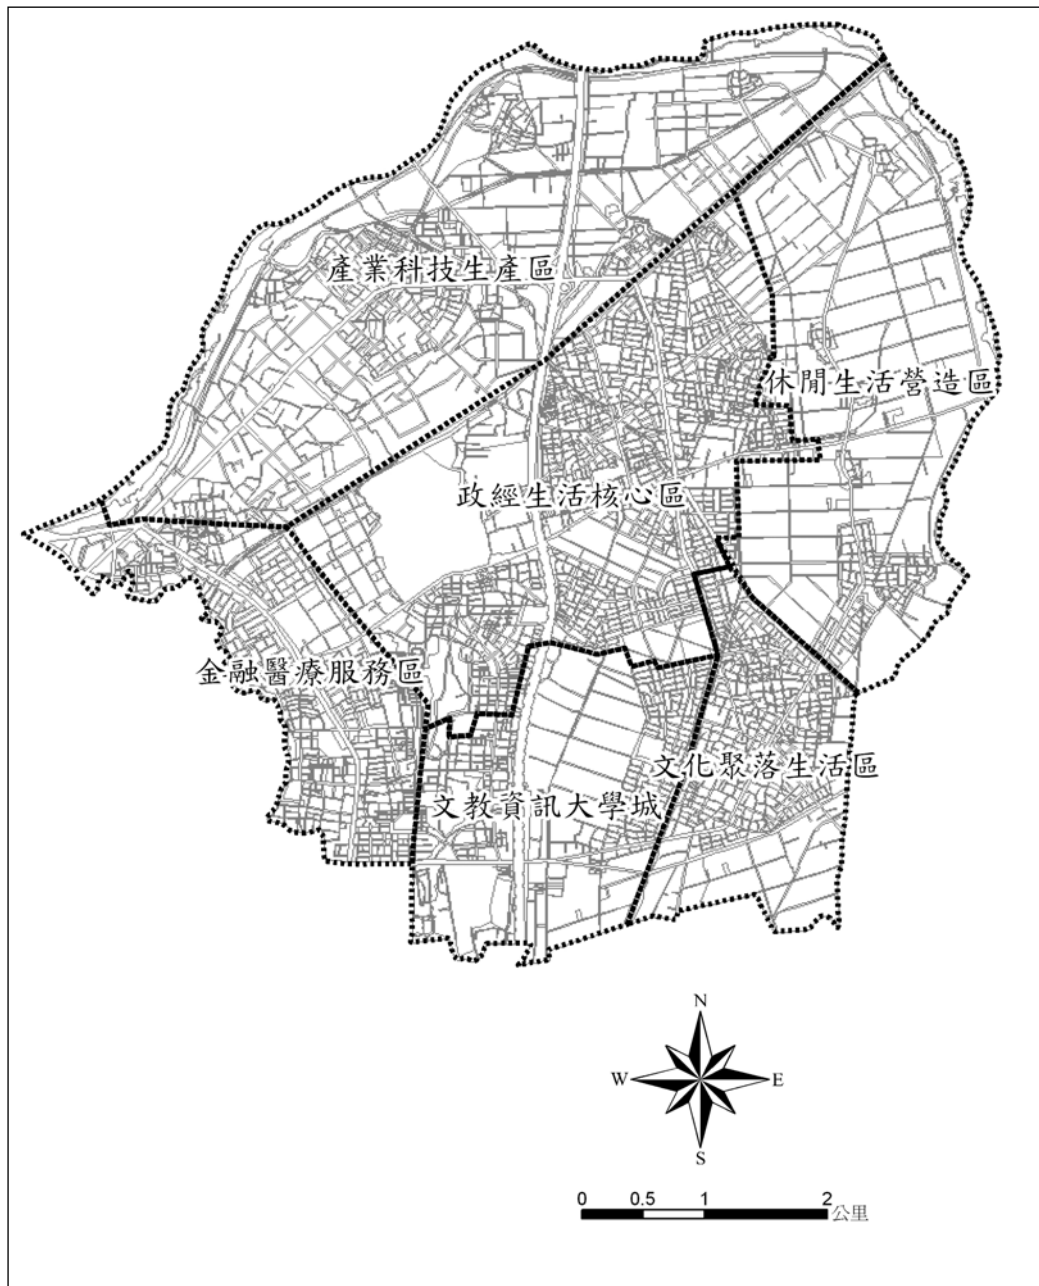 產業科技生產區
休閒生活營造區
政經生活核心區
金融醫療服務區
文化聚落生活區
文教資訊大學城
N
W
E
S
0 0.5 1 2
公里